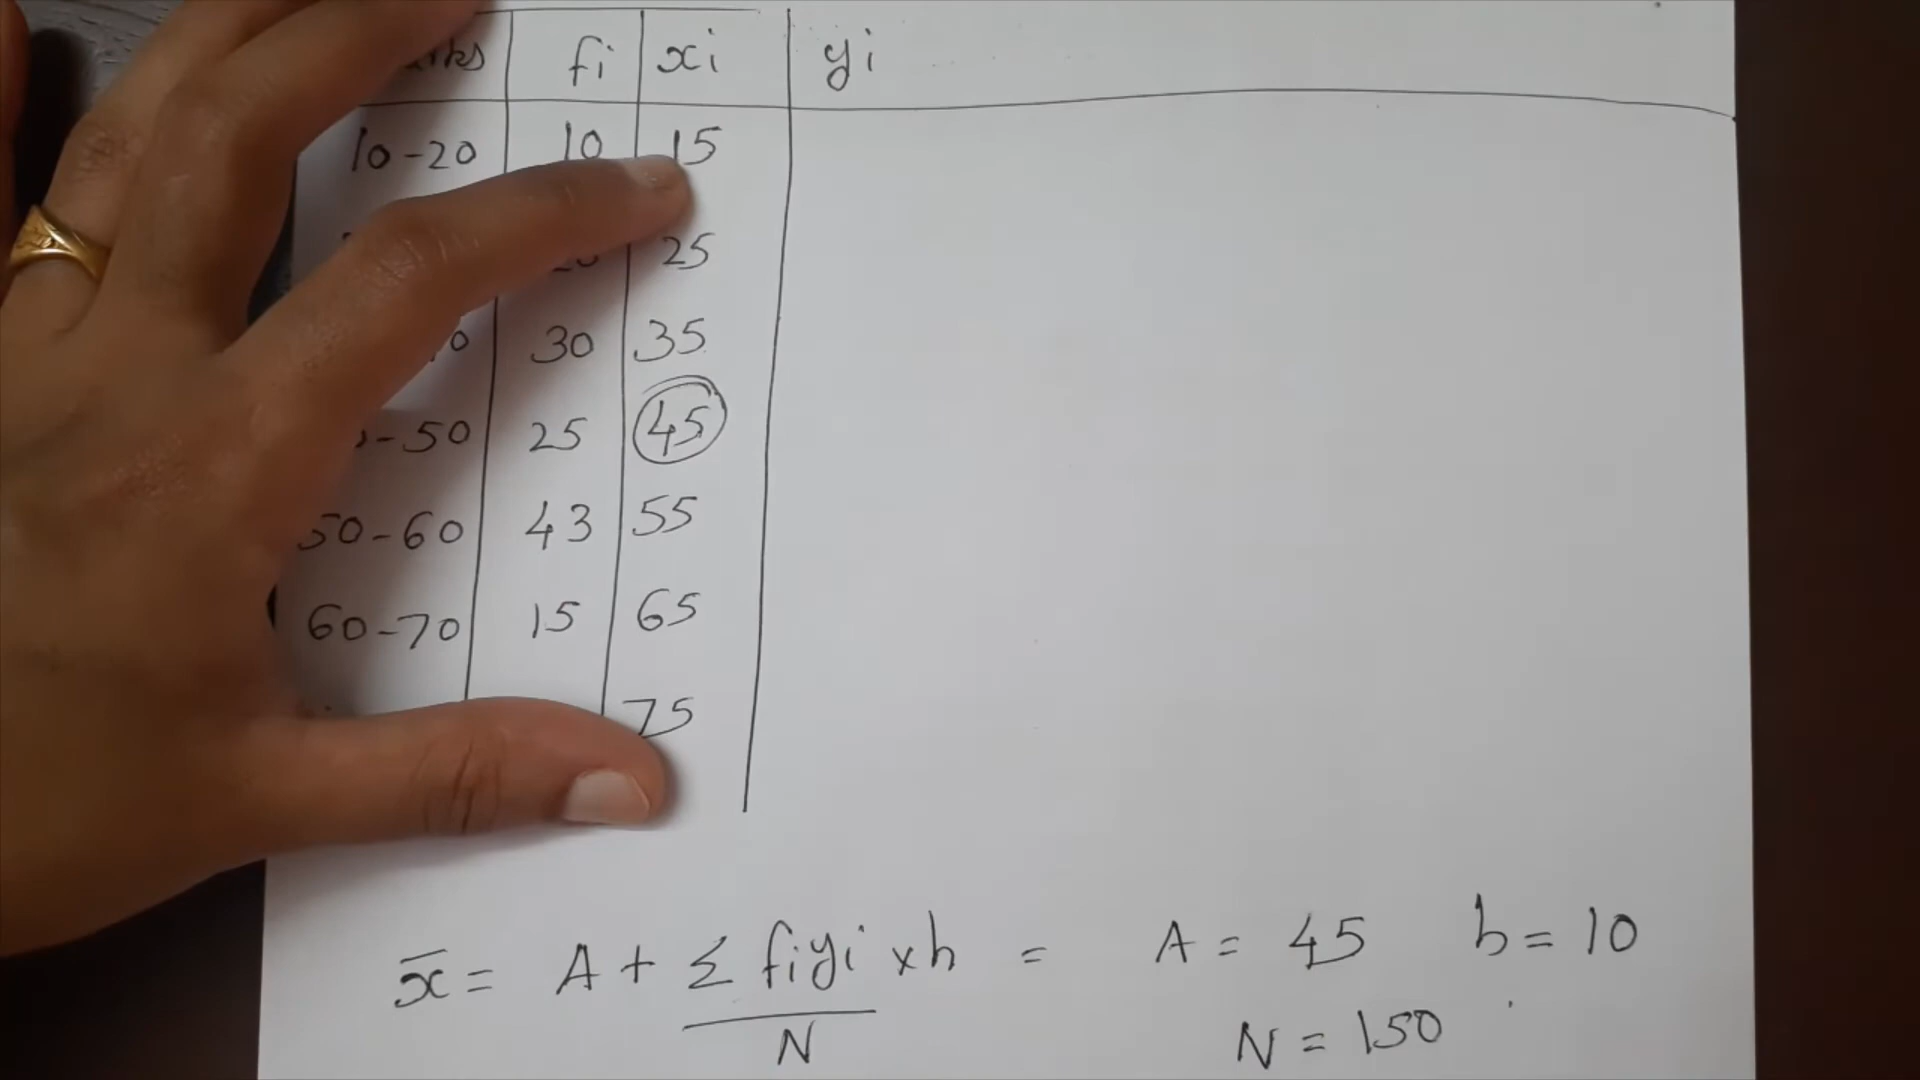 fi xi yi
10-20 10 15
25
30 35
-50 25 45
50-60 43 55
60-70 15 65
75
x̄ = A + Σ fiyi x h = A = 45 h = 10
N N = 150